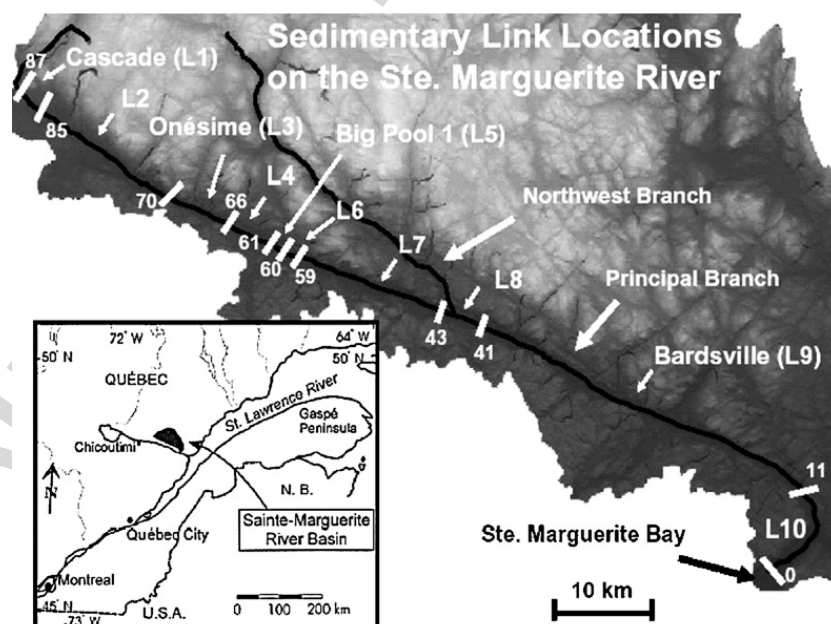 Sedimentary Link Locations
on the Ste. Marguerite River
87
Cascade (L1)
85
L2
Onésime (L3)
Big Pool 1 (L5)
70
66
L4
61
60
59
L6
L7
Northwest Branch
43
L8
41
Principal Branch
Bardsville (L9)
11
L10
0
Ste. Marguerite Bay
10 km
72° W
64° W
50° N
50° N
QUÉBEC
St. Lawrence River
Gaspé
Peninsula
Chicoutimi
N
N. B.
Sainte-Marguerite
River Basin
Québec City
Montreal
45° N
73° W
U.S.A.
0 100 200 km